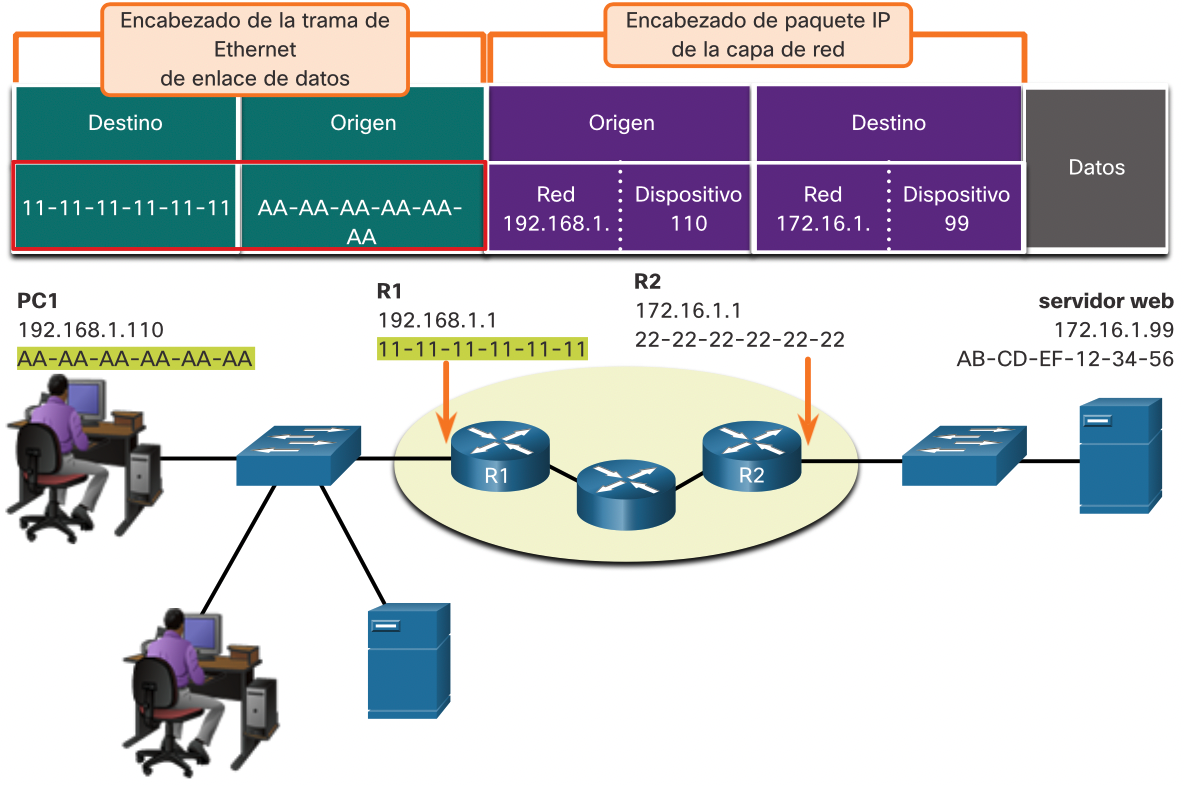 Encabezado de la trama de
Ethernet
de enlace de datos
Encabezado de paquete IP
de la capa de red
Destino
Origen
Origen
Destino
Datos
11-11-11-11-11-11
AA-AA-AA-AA-AA-
AA
Red
192.168.1.
Dispositivo
110
Red
172.16.1.
Dispositivo
99
PC1
192.168.1.110
AA-AA-AA-AA-AA-AA
R1
192.168.1.1
11-11-11-11-11-11
R2
172.16.1.1
22-22-22-22-22-22
servidor web
172.16.1.99
AB-CD-EF-12-34-56
R1
R2